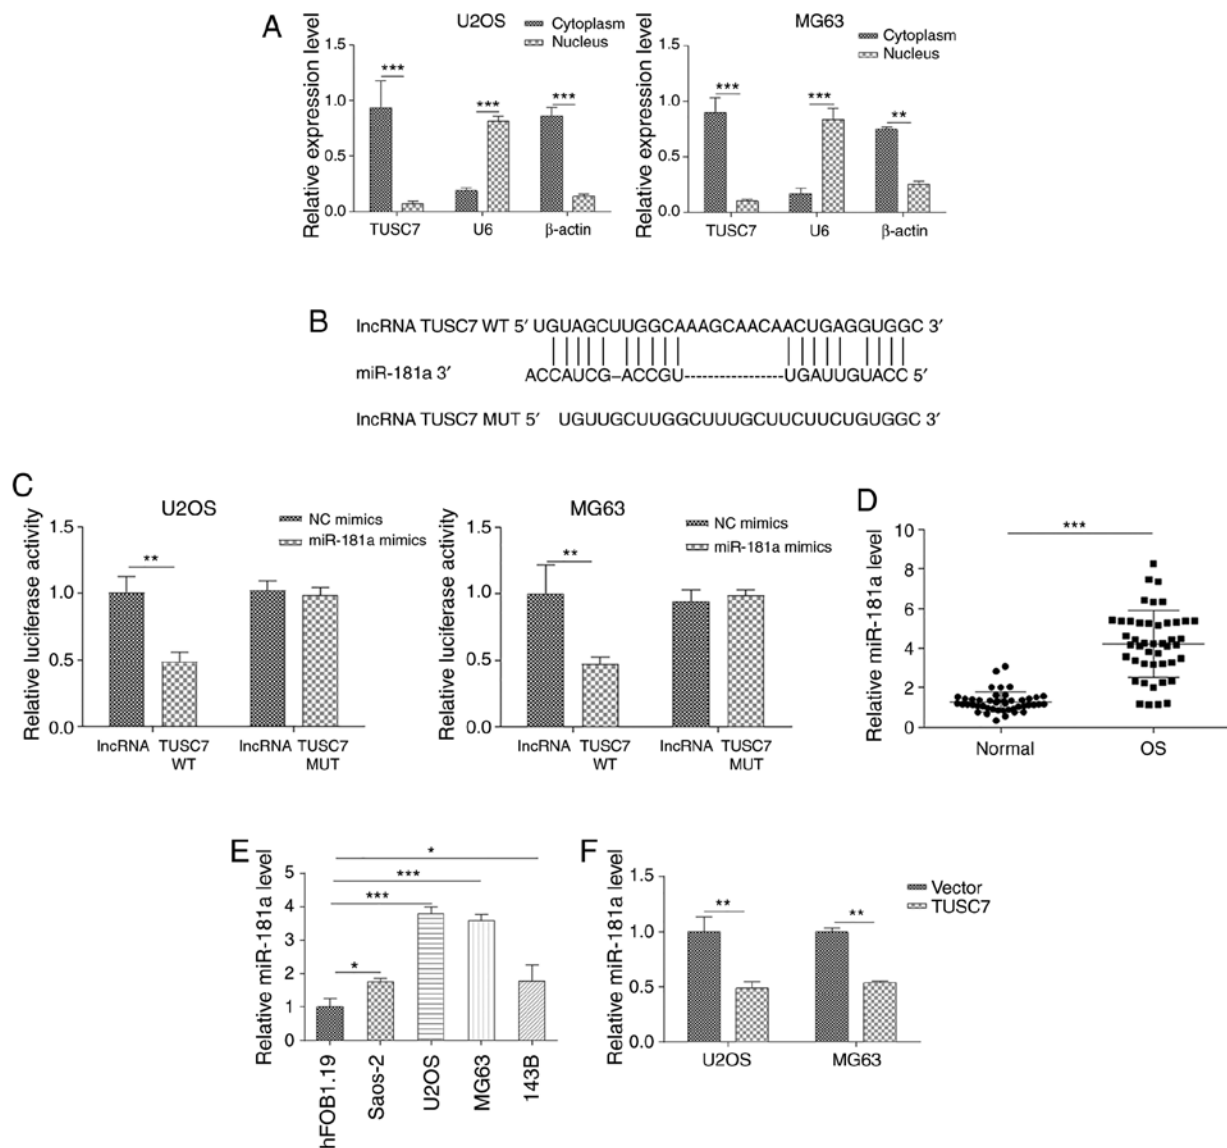 A
U2OS
Cytoplasm
Nucleus
Relative expression level
1.5
1.0
0.5
0.0
***
***
***
TUSC7 U6 β-actin
MG63
Cytoplasm
Nucleus
Relative expression level
1.5
1.0
0.5
0.0
***
***
**
TUSC7 U6 β-actin
B
lncRNA TUSC7 WT 5′ UGUAGCUUGGCAAAGCAACAACUGAGGUGGC 3′
miR-181a 3′ ACCAUCG–ACCGU-----------------UGAUUGUACC 5′
lncRNA TUSC7 MUT 5′ UGUUGCUUGGCUUUGCUUCUUCUGUGGC 3′
C
U2OS
NC mimics
miR-181a mimics
Relative luciferase activity
1.5
1.0
0.5
0.0
**
lncRNA TUSC7 lncRNA TUSC7
WT MUT
MG63
NC mimics
miR-181a mimics
Relative luciferase activity
1.5
1.0
0.5
0.0
**
lncRNA TUSC7 lncRNA TUSC7
WT MUT
D
Relative miR-181a level
10
8
6
4
2
0
***
Normal OS
E
Relative miR-181a level
5
4
3
2
1
0
*
***
***
*
hFOB1.19
Saos-2
U2OS
MG63
143B
F
Relative miR-181a level
1.5
1.0
0.5
0.0
**
**
Vector
TUSC7
U2OS MG63